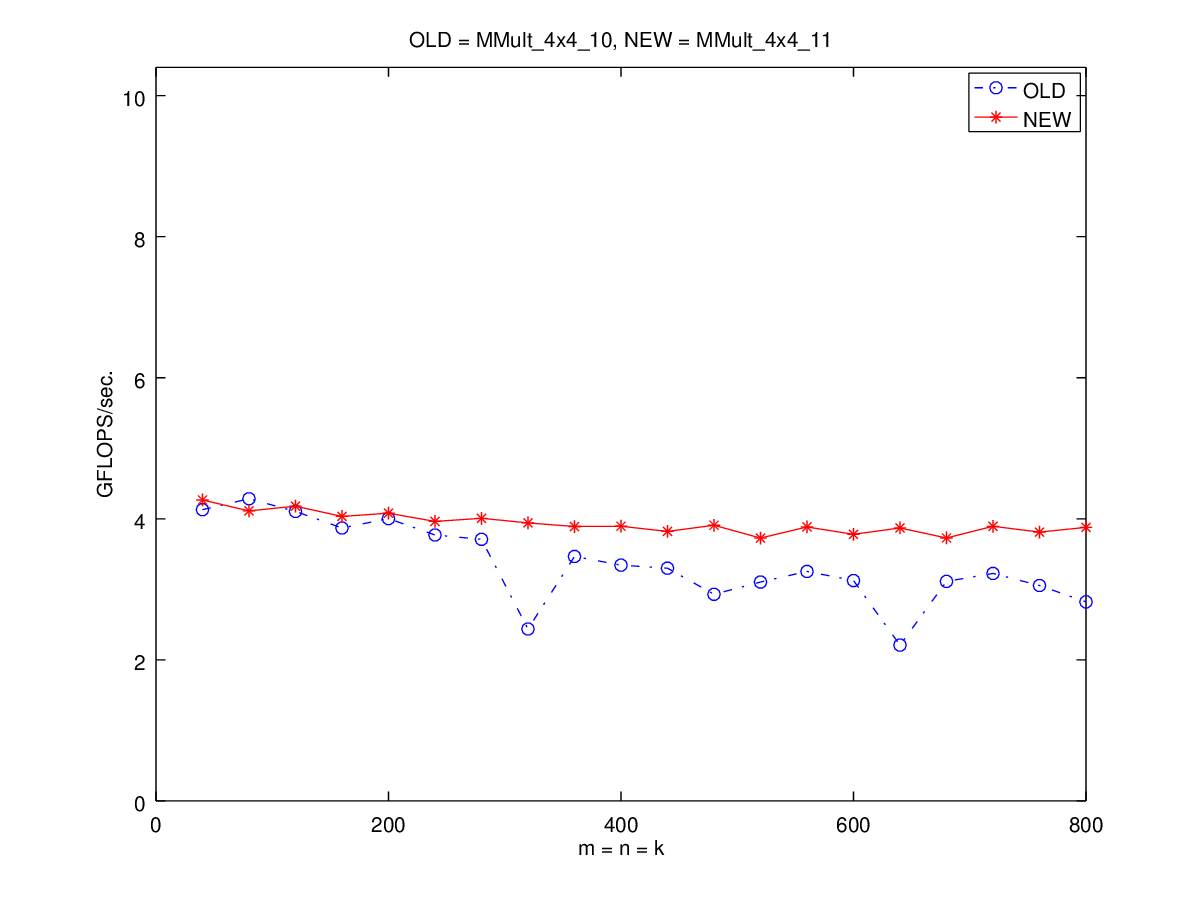 OLD = MMult_4x4_10, NEW = MMult_4x4_11
OLD
NEW
10
8
6
4
2
0
GFLOPS/sec.
0 200 400 600 800
m = n = k